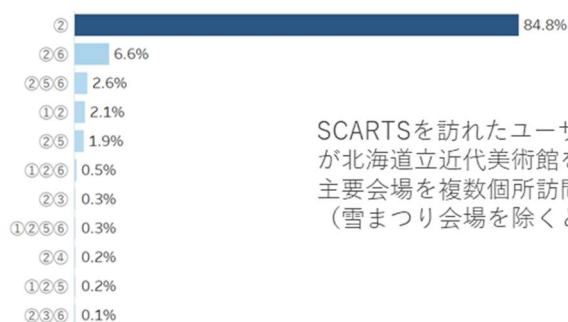 ② 84.8%
②⑥ 6.6%
②⑤⑥ 2.6%
①② 2.1%
②⑤ 1.9%
①②⑥ 0.5%
②③ 0.3%
①②⑤⑥ 0.3%
②④ 0.2%
①②⑤ 0.2%
②③⑥ 0.1%
SCARTSを訪れたユー
が北海道立近代美術館
主要会場を複数個所訪
（雪まつり会場を除く